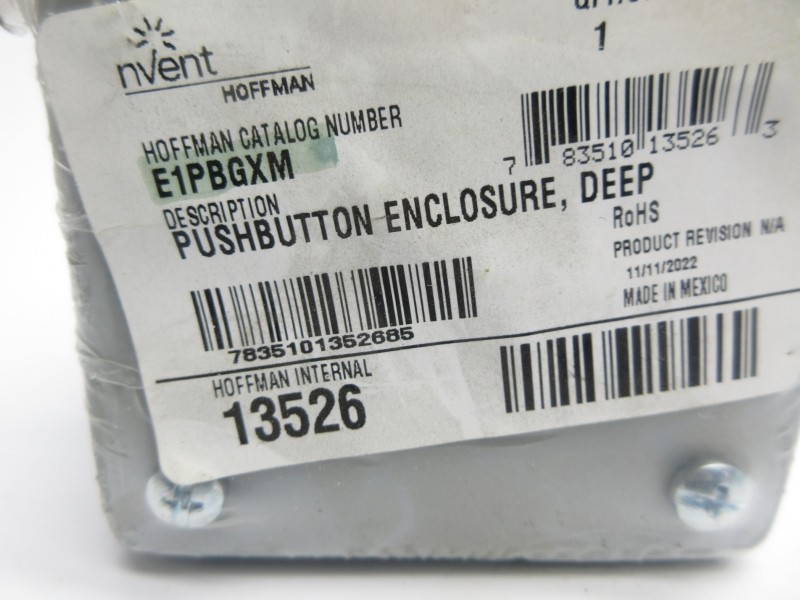 1
nVent
HOFFMAN
HOFFMAN CATALOG NUMBER
E1PBGXM
7 83510 13526 3
DESCRIPTION
PUSHBUTTON ENCLOSURE, DEEP
RoHS
PRODUCT REVISION N/A
11/11/2022
MADE IN MEXICO
7835101352685
HOFFMAN INTERNAL
13526